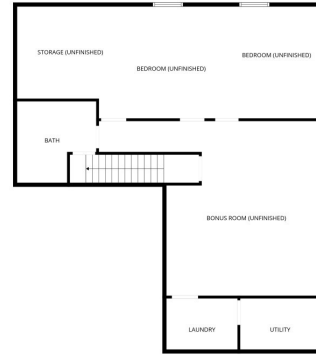 STORAGE (UNFINISHED)
BEDROOM (UNFINISHED)
BEDROOM (UNFINISHED)
BATH
BONUS ROOM (UNFINISHED)
LAUNDRY
UTILITY